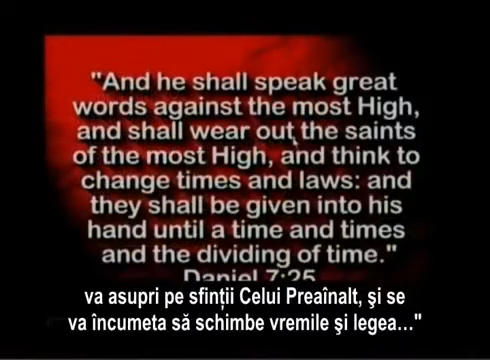 "And he shall speak great
words against the most High,
and shall wear out the saints
of the most High, and think to
change times and laws: and
they shall be given into his
hand until a time and times
and the dividing of time."
Daniel 7:25
va asupri pe sfinţii Celui Preaînalt, şi se
va încumeta să schimbe vremile şi legea…"